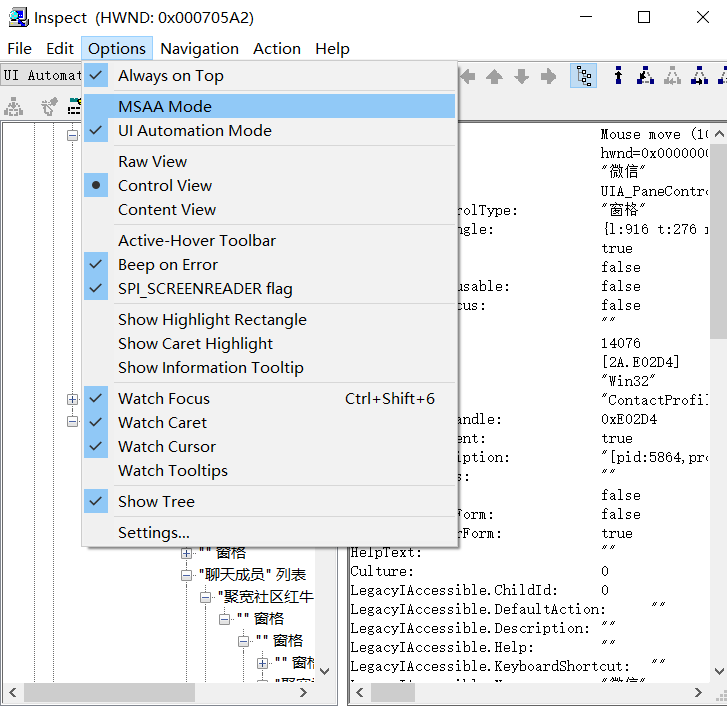 Inspect (HWND: 0x000705A2)
File Edit Options Navigation Action Help
UI Automat
Always on Top
MSAA Mode
UI Automation Mode
Raw View
Control View
Content View
Active-Hover Toolbar
Beep on Error
SPI_SCREENREADER flag
Show Highlight Rectangle
Show Caret Highlight
Show Information Tooltip
Watch Focus Ctrl+Shift+6
Watch Caret
Watch Cursor
Watch Tooltips
Show Tree
Settings...
"" 窗格
"聊天成员" 列表
"聚宽社区红牛
"" 窗格
"" 窗格
"" 窗格
Mouse move (10
hwnd=0x0000000
"微信"
UIA_PaneContro
rolType: "窗格"
ngle: {l:916 t:276 r
true
false
usable: false
cus: false
""
14076
[2A.E02D4]
"Win32"
"ContactProfil
andle: 0xE02D4
ent: true
iption: "[pid:5864,pro
s: ""
false
Form: false
rForm: true
HelpText: ""
Culture: 0
LegacyIAccessible.ChildId: 0
LegacyIAccessible.DefaultAction: ""
LegacyIAccessible.Description: ""
LegacyIAccessible.Help: ""
LegacyIAccessible.KeyboardShortcut: ""
"微信"